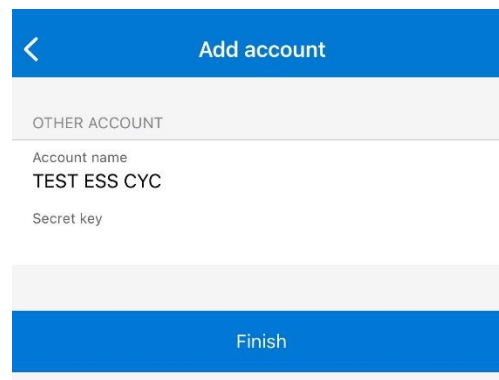 Add account
OTHER ACCOUNT
Account name
TEST ESS CYC
Secret key
Finish